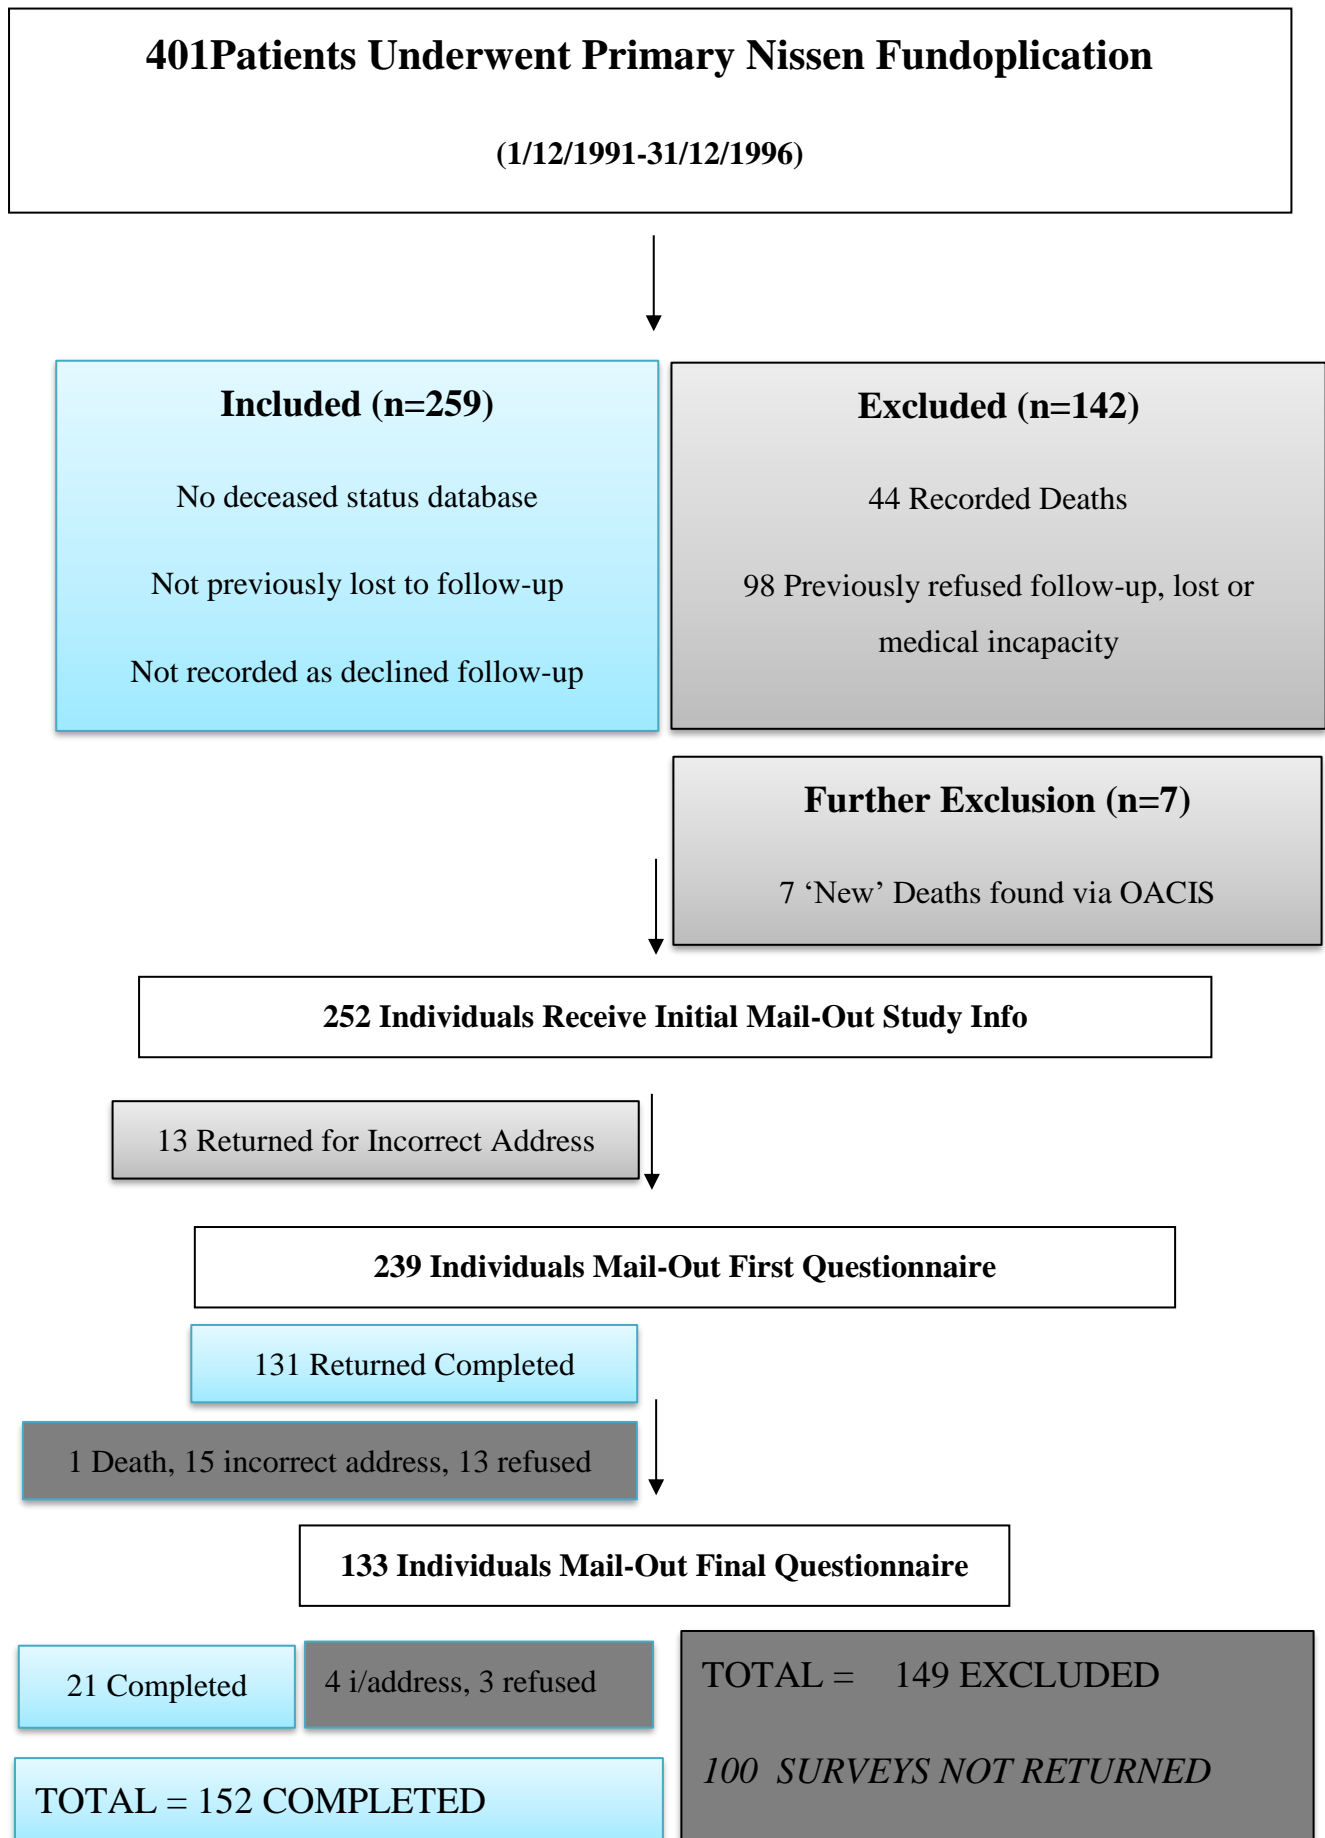 401Patients Underwent Primary Nissen Fundoplication
(1/12/1991-31/12/1996)
Included (n=259)
No deceased status database
Not previously lost to follow-up
Not recorded as declined follow-up
Excluded (n=142)
44 Recorded Deaths
98 Previously refused follow-up, lost or
medical incapacity
Further Exclusion (n=7)
7 ‘New’ Deaths found via OACIS
252 Individuals Receive Initial Mail-Out Study Info
13 Returned for Incorrect Address
239 Individuals Mail-Out First Questionnaire
131 Returned Completed
1 Death, 15 incorrect address, 13 refused
133 Individuals Mail-Out Final Questionnaire
21 Completed
4 i/address, 3 refused
TOTAL = 152 COMPLETED
TOTAL = 149 EXCLUDED
100 SURVEYS NOT RETURNED